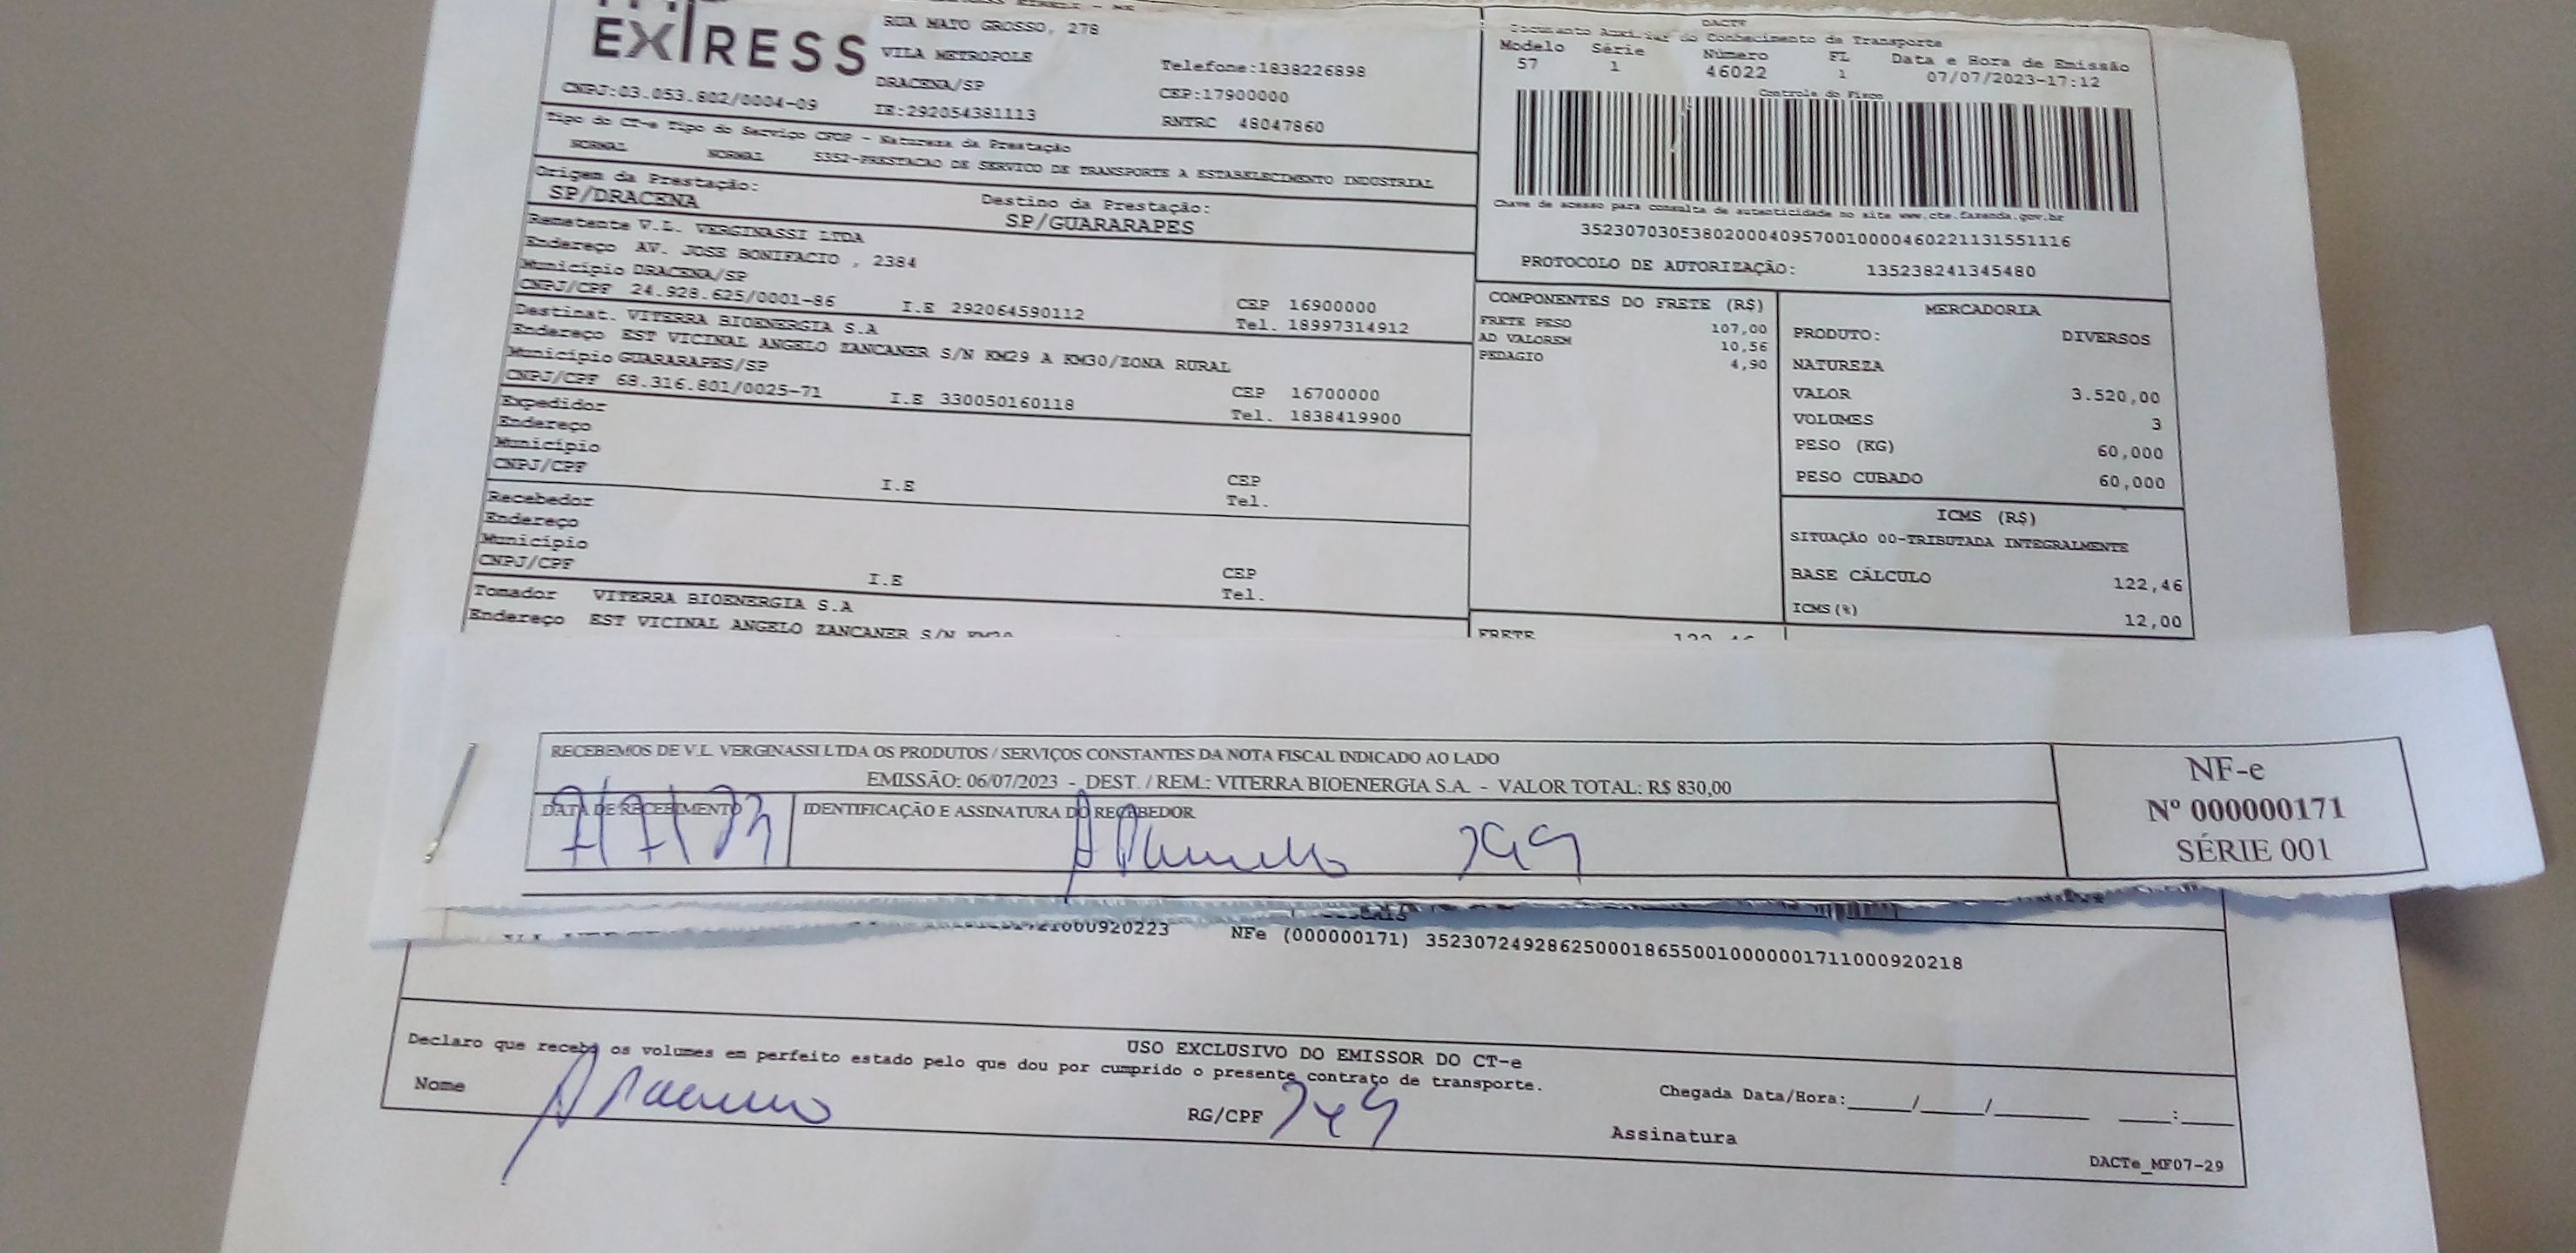 EXPRESS
RUA MATO GROSSO, 278
VILA METROPOLE
DRACENA/SP
Telefone:1838226898
CEP:17900000
CNPJ:03.053.802/0004-09
IE:292054381113
RNTRC 48047860
DACTE
Documento Auxiliar do Conhecimento de Transporte
Modelo Série Número FL Data e Hora de Emissão
57 1 46022 1 07/07/2023-17:12
Controle do Fisco
Chave de acesso para consulta de autenticidade no site www.cte.fazenda.gov.br
35230703053802000409570010000460221131551116
PROTOCOLO DE AUTORIZAÇÃO: 135238241345480
Tipo do CT-e Tipo do Serviço CFOP - Natureza da Prestação
NORMAL NORMAL 5352-PRESTACAO DE SERVICO DE TRANSPORTE A ESTABELECIMENTO INDUSTRIAL
Origem da Prestação: Destino da Prestação:
SP/DRACENA SP/GUARARAPES
Remetente V.L. VERGINASSI LTDA
Endereço AV. JOSE BONIFACIO , 2384
Município DRACENA/SP CEP 16900000
CNPJ/CPF 24.928.625/0001-86 I.E 292064590112 Tel. 18997314912
Destinat. VITERRA BIOENERGIA S.A
Endereço EST VICINAL ANGELO ZANCANER S/N KM29 A KM30/ZONA RURAL
Município GUARARAPES/SP CEP 16700000
CNPJ/CPF 68.316.801/0025-71 I.E 330050160118 Tel. 1838419900
Expedidor
Endereço
Município CEP
CNPJ/CPF I.E Tel.
Recebedor
Endereço
Município CEP
CNPJ/CPF I.E Tel.
Tomador VITERRA BIOENERGIA S.A
Endereço EST VICINAL ANGELO ZANCANER S/N
COMPONENTES DO FRETE (R$)
FRETE PESO 107,00
AD VALOREM 10,56
PEDAGIO 4,90
FRETE 122,46
MERCADORIA
PRODUTO: DIVERSOS
NATUREZA
VALOR 3.520,00
VOLUMES 3
PESO (KG) 60,000
PESO CUBADO 60,000
ICMS (R$)
SITUAÇÃO 00-TRIBUTADA INTEGRALMENTE
BASE CÁLCULO 122,46
ICMS(%) 12,00
RECEBEMOS DE V.L. VERGINASSI LTDA OS PRODUTOS / SERVIÇOS CONSTANTES DA NOTA FISCAL INDICADO AO LADO
EMISSÃO: 06/07/2023 - DEST. / REM.: VITERRA BIOENERGIA S.A. - VALOR TOTAL: R$ 830,00
DATA DE RECEBIMENTO IDENTIFICAÇÃO E ASSINATURA DO RECEBEDOR
NF-e
Nº 000000171
SÉRIE 001
NFe (000000171) 35230724928625000186550010000001711000920218
USO EXCLUSIVO DO EMISSOR DO CT-e
Declaro que recebe os volumes em perfeito estado pelo que dou por cumprido o presente contrato de transporte.
Nome RG/CPF Chegada Data/Hora:_____/_____/________ ____:____
Assinatura
DACTe_MF07-29